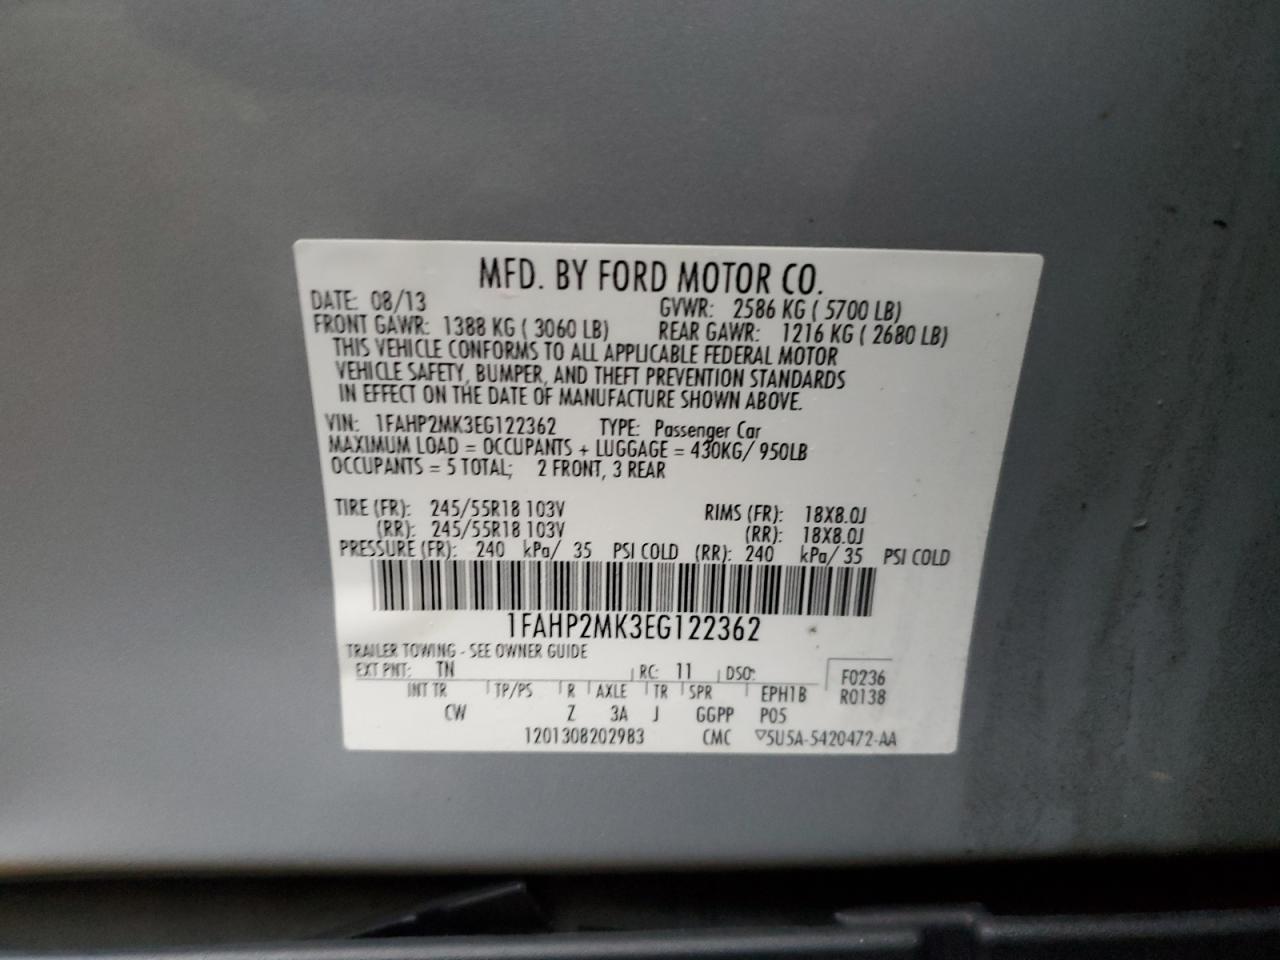 MFD. BY FORD MOTOR CO.
DATE: 08/13 GVWR: 2586 KG ( 5700 LB)
FRONT GAWR: 1388 KG ( 3060 LB) REAR GAWR: 1216 KG ( 2680 LB)
THIS VEHICLE CONFORMS TO ALL APPLICABLE FEDERAL MOTOR
VEHICLE SAFETY, BUMPER, AND THEFT PREVENTION STANDARDS
IN EFFECT ON THE DATE OF MANUFACTURE SHOWN ABOVE.
VIN: 1FAHP2MK3EG122362 TYPE: Passenger Car
MAXIMUM LOAD = OCCUPANTS + LUGGAGE = 430KG/ 950LB
OCCUPANTS = 5 TOTAL; 2 FRONT, 3 REAR
TIRE (FR): 245/55R18 103V RIMS (FR): 18X8.0J
(RR): 245/55R18 103V (RR): 18X8.0J
PRESSURE (FR): 240 kPa/ 35 PSI COLD (RR): 240 kPa/ 35 PSI COLD
1FAHP2MK3EG122362
TRAILER TOWING - SEE OWNER GUIDE
EXT PNT: TN RC: 11 DSO: F0236
INT TR TP/PS R AXLE TR SPR EPH1B R0138
CW Z 3A J GGPP P05
1201308202983 CMC ▽5U5A-5420472-AA